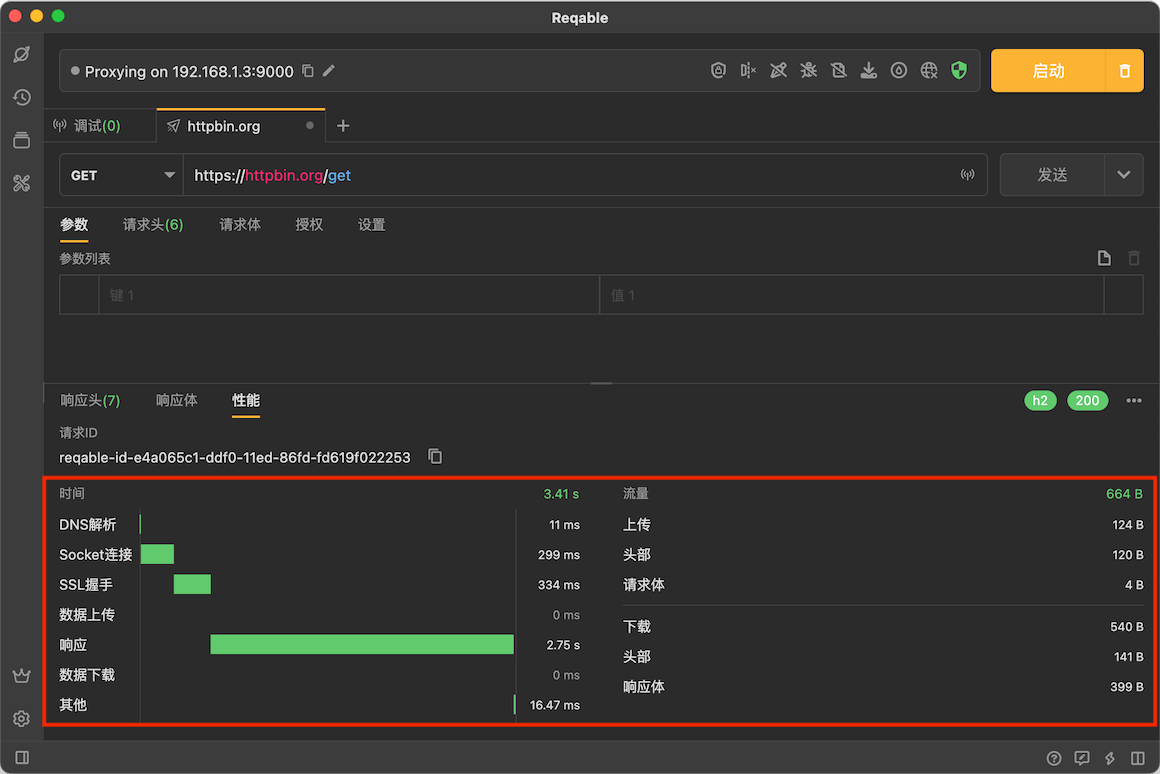 Reqable
Proxying on 192.168.1.3:9000
启动
调试(0)
httpbin.org
GET
https://httpbin.org/get
发送
参数 请求头(6) 请求体 授权 设置
参数列表
键 1 值 1
响应头(7) 响应体 性能 h2 200
请求ID
reqable-id-e4a065c1-ddf0-11ed-86fd-fd619f022253
时间 3.41 s
DNS解析 11 ms
Socket连接 299 ms
SSL握手 334 ms
数据上传 0 ms
响应 2.75 s
数据下载 0 ms
其他 16.47 ms
流量 664 B
上传 124 B
头部 120 B
请求体 4 B
下载 540 B
头部 141 B
响应体 399 B